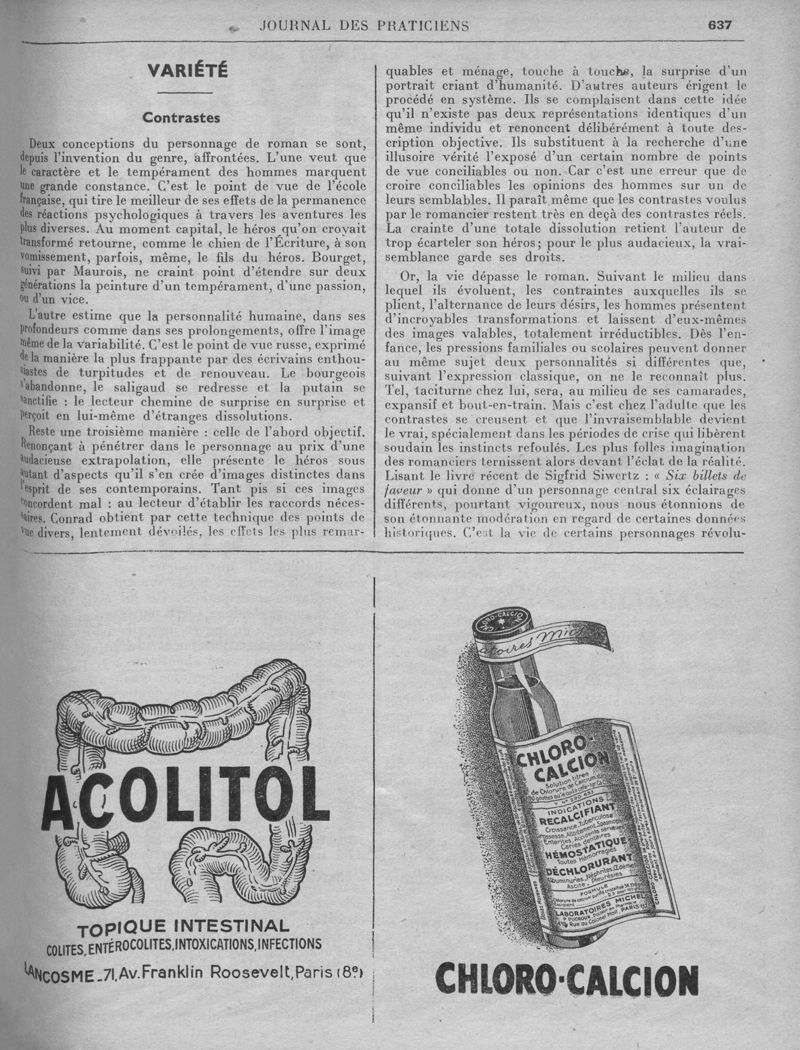 JOURNAL DES PRATICIENS
637
VARIÉTÉ
Contrastes
Deux conceptions du personnage de roman se sont,
depuis l'invention du genre, affrontées. L'une veut que
le caractère et le tempérament des hommes marquent
une grande constance. C'est le point de vue de l'école
française, qui tire le meilleur de ses effets de la permanence
des réactions psychologiques à travers les aventures les
plus diverses. Au moment capital, le héros qu'on croyait
transformé retourne, comme le chien de l'Écriture, à son
vomissement, parfois, même, le fils du héros. Bourget,
suivi par Maurois, ne craint point d'étendre sur deux
générations la peinture d'un tempérament, d'une passion,
ou d'un vice.
L'autre estime que la personnalité humaine, dans ses
profondeurs comme dans ses prolongements, offre l'image
même de la variabilité. C'est le point de vue russe, exprimé
de la manière la plus frappante par des écrivains enthou-
siastes de turpitudes et de renouveau. Le bourgeois
s'abandonne, le saligaud se redresse et la putain se
sanctifie : le lecteur chemine de surprise en surprise et
perçoit en lui-même d'étranges dissolutions.
Reste une troisième manière : celle de l'abord objectif.
Renonçant à pénétrer dans le personnage au prix d'une
audacieuse extrapolation, elle présente le héros sous
autant d'aspects qu'il s'en crée d'images distinctes dans
l'esprit de ses contemporains. Tant pis si ces images
concordent mal : au lecteur d'établir les raccords néces-
saires. Conrad obtient par cette technique des points de
vue divers, lentement dévoilés, les effets les plus remar-
quables et ménage, touche à touche, la surprise d'un
portrait criant d'humanité. D'autres auteurs érigent le
procédé en système. Ils se complaisent dans cette idée
qu'il n'existe pas deux représentations identiques d'un
même individu et renoncent délibérément à toute des-
cription objective. Ils substituent à la recherche d'une
illusoire vérité l'exposé d'un certain nombre de points
de vue conciliables ou non. Car c'est une erreur que de
croire conciliables les opinions des hommes sur un de
leurs semblables. Il paraît même que les contrastes voulus
par le romancier restent très en deçà des contrastes réels.
La crainte d'une totale dissolution retient l'auteur de
trop écarteler son héros ; pour le plus audacieux, la vrai-
semblance garde ses droits.
Or, la vie dépasse le roman. Suivant le milieu dans
lequel ils évoluent, les contraintes auxquelles ils se
plient, l'alternance de leurs désirs, les hommes présentent
d'incroyables transformations et laissent d'eux-mêmes
des images valables, totalement irréductibles. Dès l'en-
fance, les pressions familiales ou scolaires peuvent donner
au même sujet deux personnalités si différentes que,
suivant l'expression classique, on ne le reconnaît plus.
Tel, taciturne chez lui, sera, au milieu de ses camarades,
expansif et bout-en-train. Mais c'est chez l'adulte que les
contrastes se creusent et que l'invraisemblable devient
le vrai, spécialement dans les périodes de crise qui libèrent
soudain les instincts refoulés. Les plus folles imagination
des romanciers ternissent alors devant l'éclat de la réalité.
Lisant le livre récent de Sigfrid Siwertz : « Six billets de
faveur » qui donne d'un personnage central six éclairages
différents, pourtant vigoureux, nous nous étonnions de
son étonnante modération en regard de certaines données
historiques. C'est la vie de certains personnages révolu-
ACOLITOL
TOPIQUE INTESTINAL
COLITES, ENTÉROCOLITES, INTOXICATIONS, INFECTIONS
LANCOSME_71, Av. Franklin Roosevelt, Paris (8e)
CHLORO-CALCION
CHLORO-
CALCION
Solution titrée
de Chlorure de Calcium
INDICATIONS
RECALCIFIANT
Croissance, Tuberculose
HÉMOSTATIQUE
Toutes hémorragies
DÉCHLORURANT
Albuminuries, Néphrites, Œdèmes
Ascite, Pleurésies
FORMULE
LABORATOIRES MICHELS
CHLORO-CALCION